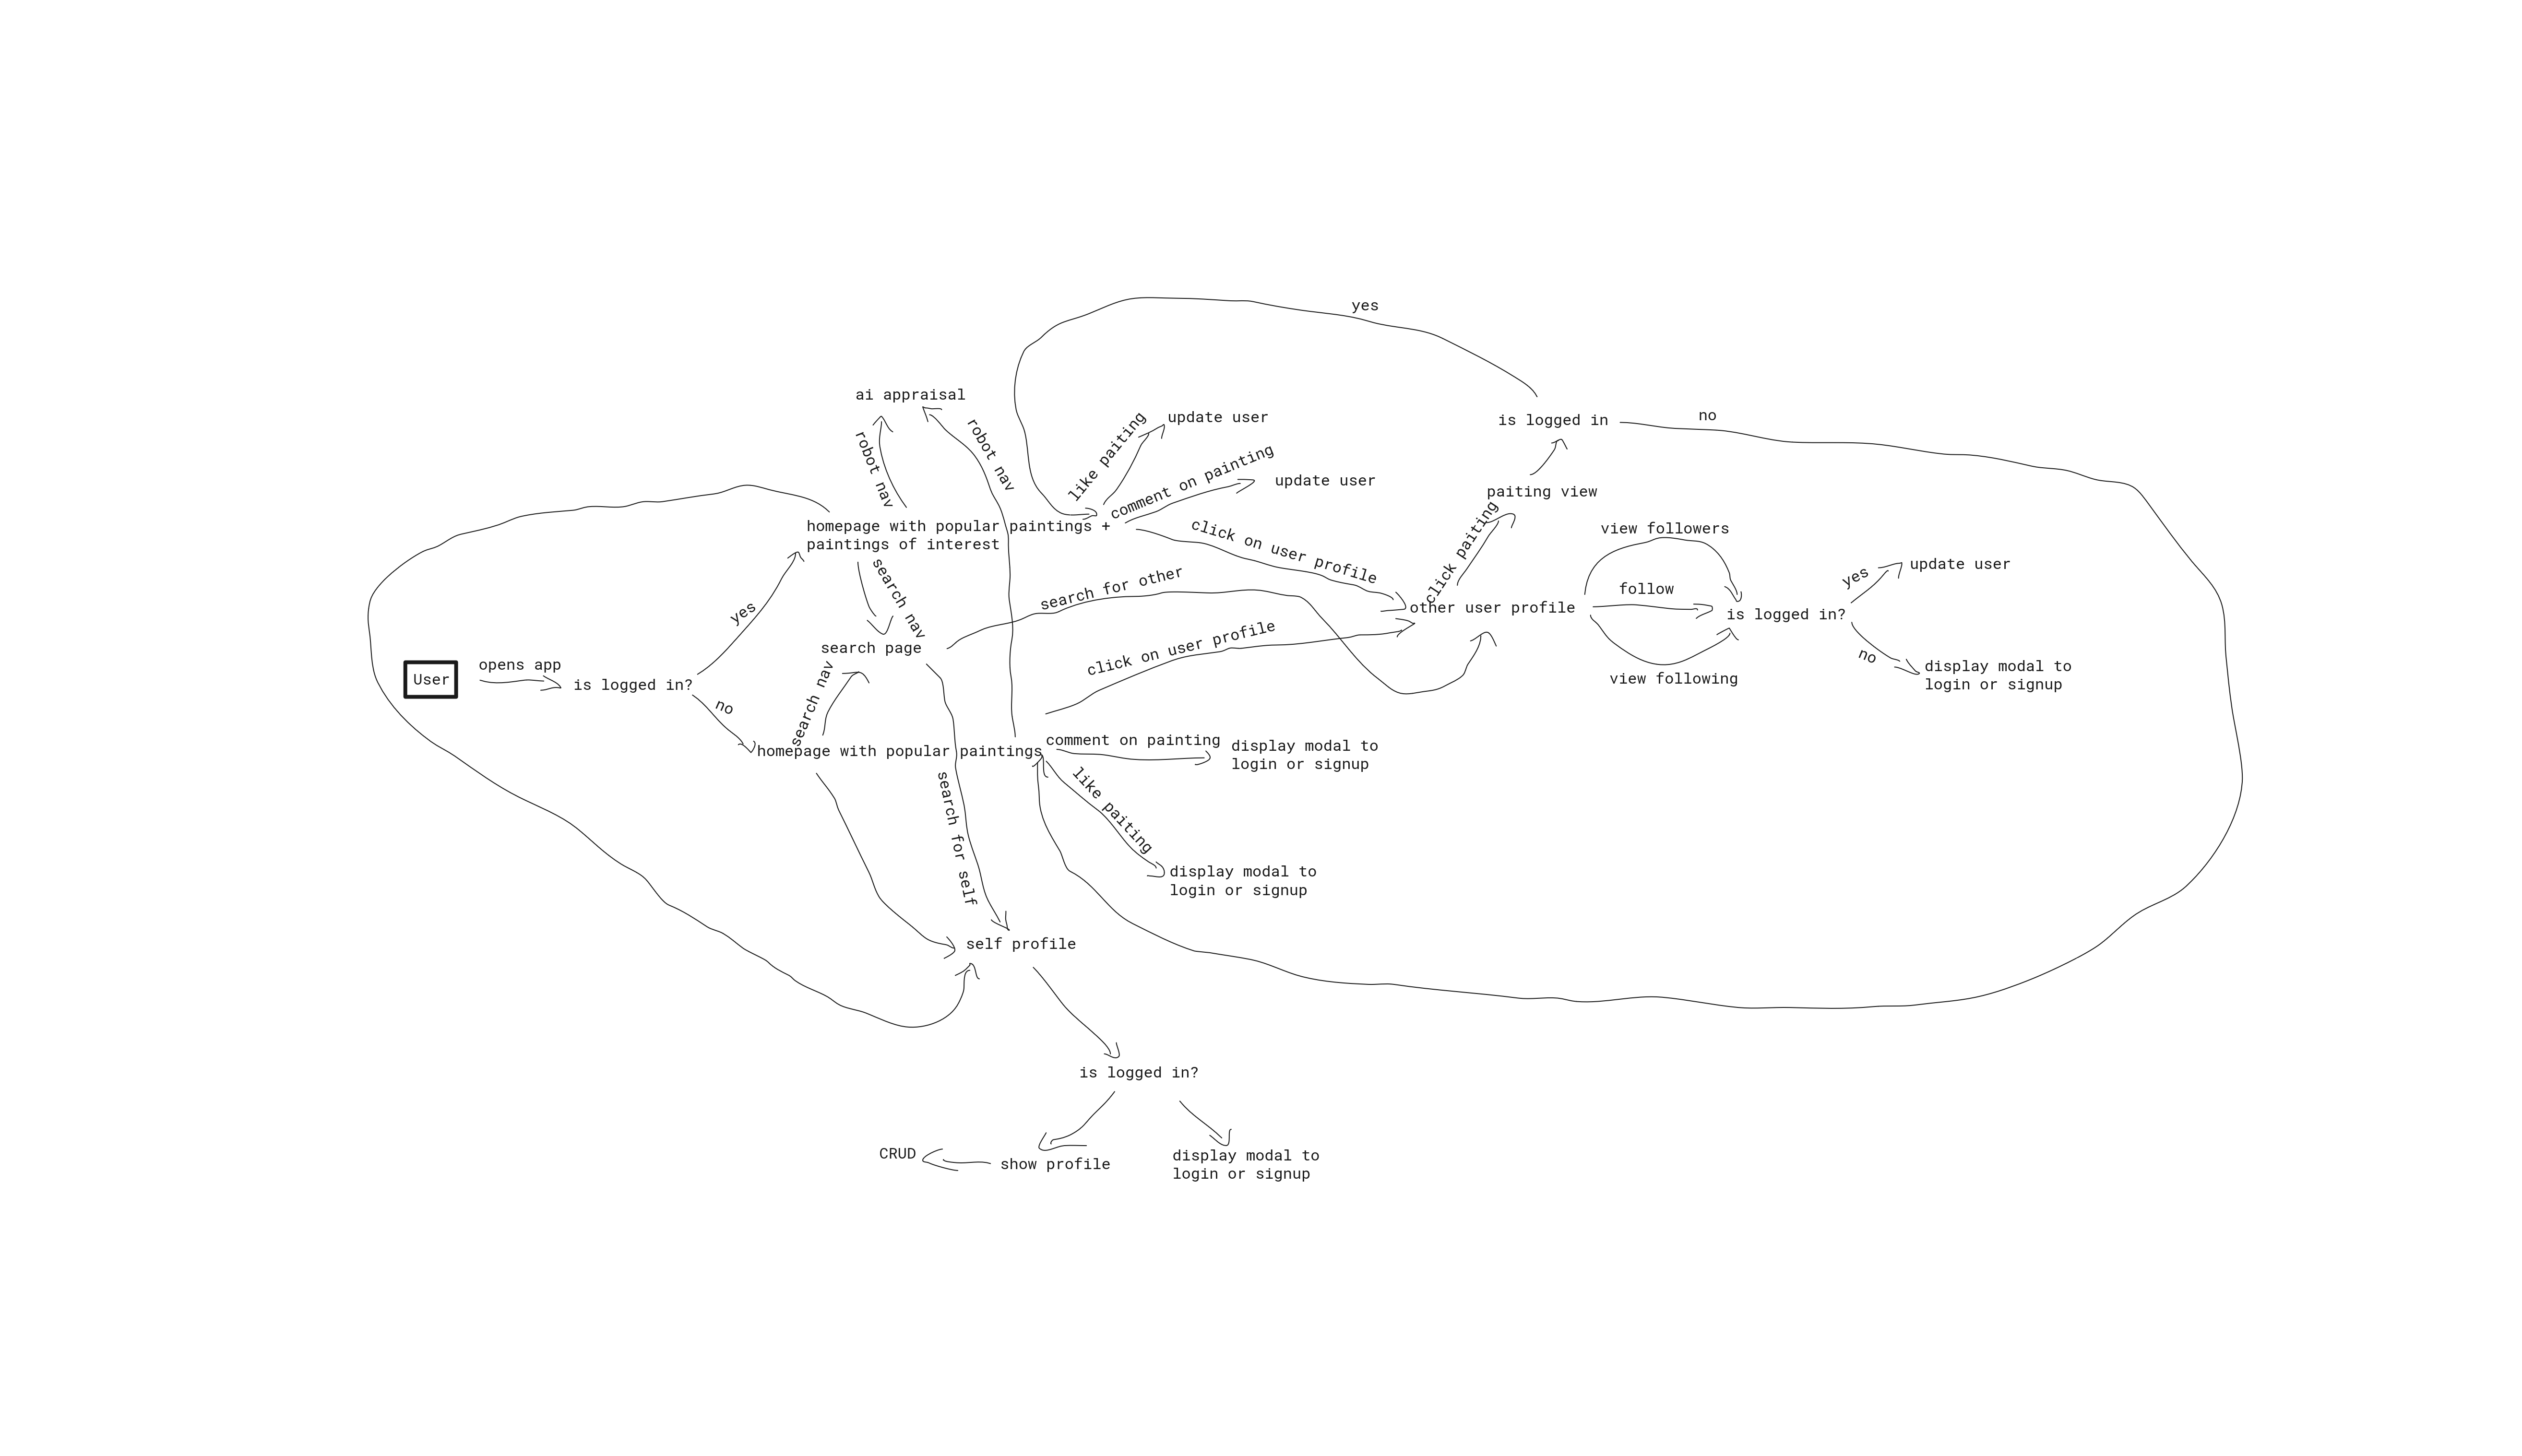 yes
ai appraisal
robot nav
robot nav
like paiting
update user
comment on painting
update user
is logged in
no
paiting view
click paiting
homepage with popular paintings +
paintings of interest
click on user profile
view followers
search nav
search for other
follow
yes
update user
other user profile
is logged in?
yes
search page
User
opens app
is logged in?
click on user profile
view following
no
display modal to
login or signup
no
search nav
homepage with popular paintings
comment on painting
display modal to
login or signup
like paiting
display modal to
login or signup
search for self
self profile
is logged in?
CRUD
show profile
display modal to
login or signup